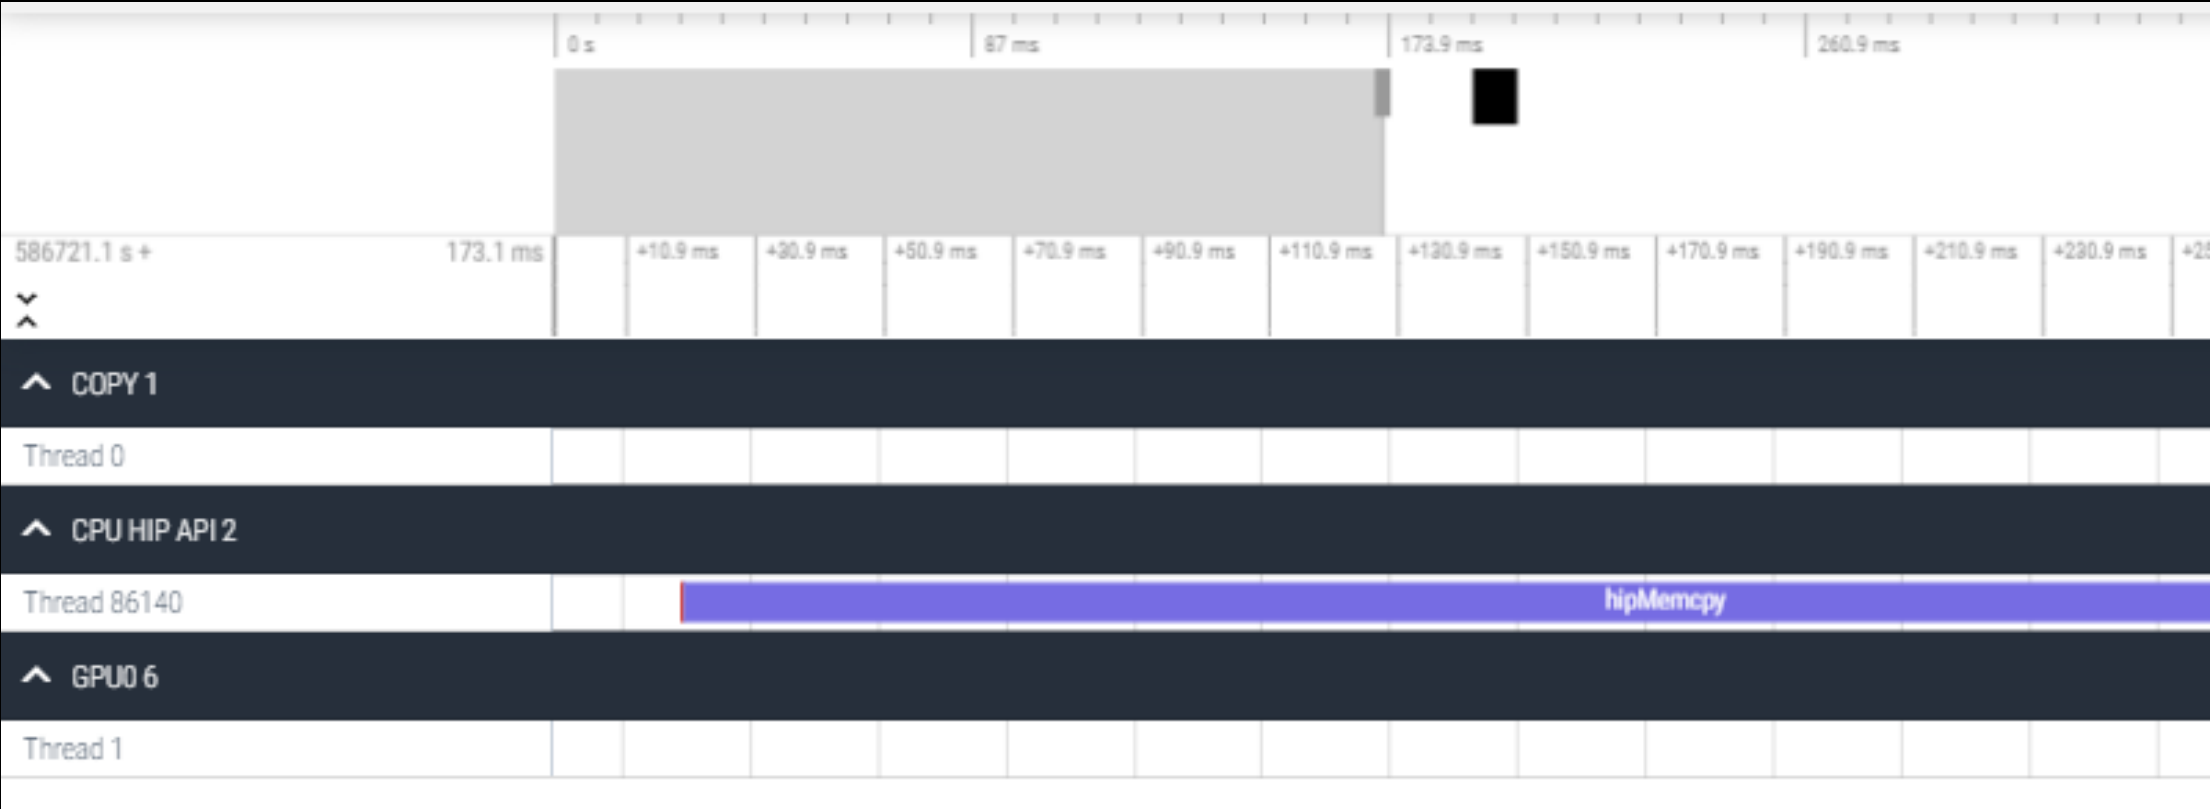 0 s 87 ms 173.9 ms 260.9 ms
586721.1 s + 173.1 ms +10.9 ms +30.9 ms +50.9 ms +70.9 ms +90.9 ms +110.9 ms +130.9 ms +150.9 ms +170.9 ms +190.9 ms +210.9 ms +230.9 ms
COPY 1
Thread 0
CPU HIP API 2
Thread 86140 hipMemcpy
GPU0 6
Thread 1